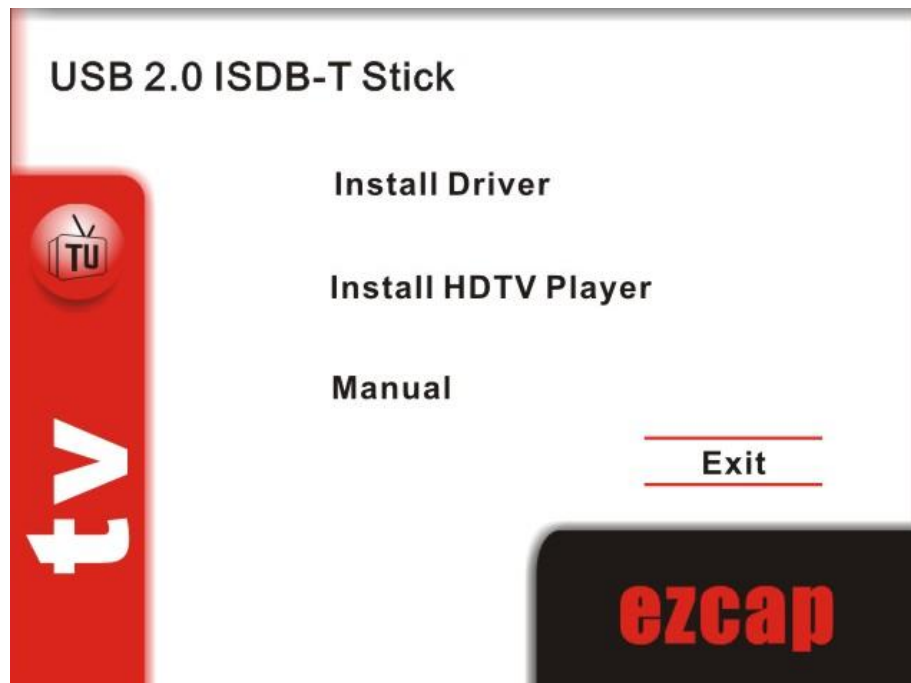 USB 2.0 ISDB-T Stick
Install Driver
TU
Install HDTV Player
Manual
Exit
tv
ezcap